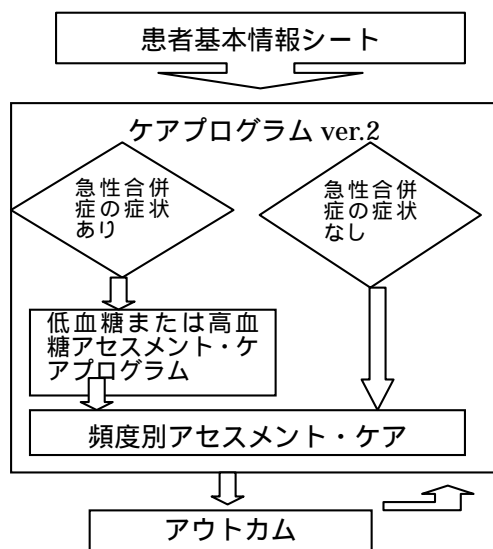 患者基本情報シート
ケアプログラム ver.2
急性合併
症の症状
あり
急性合併
症の症状
なし
低血糖または高血
糖アセスメント・ケ
アプログラム
頻度別アセスメント・ケア
アウトカム